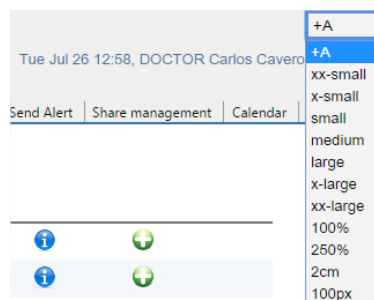 +A
Tue Jul 26 12:58, DOCTOR Carlos Cavero
+A
xx-small
x-small
Send Alert Share management Calendar
small
medium
large
x-large
xx-large
100%
250%
2cm
100px